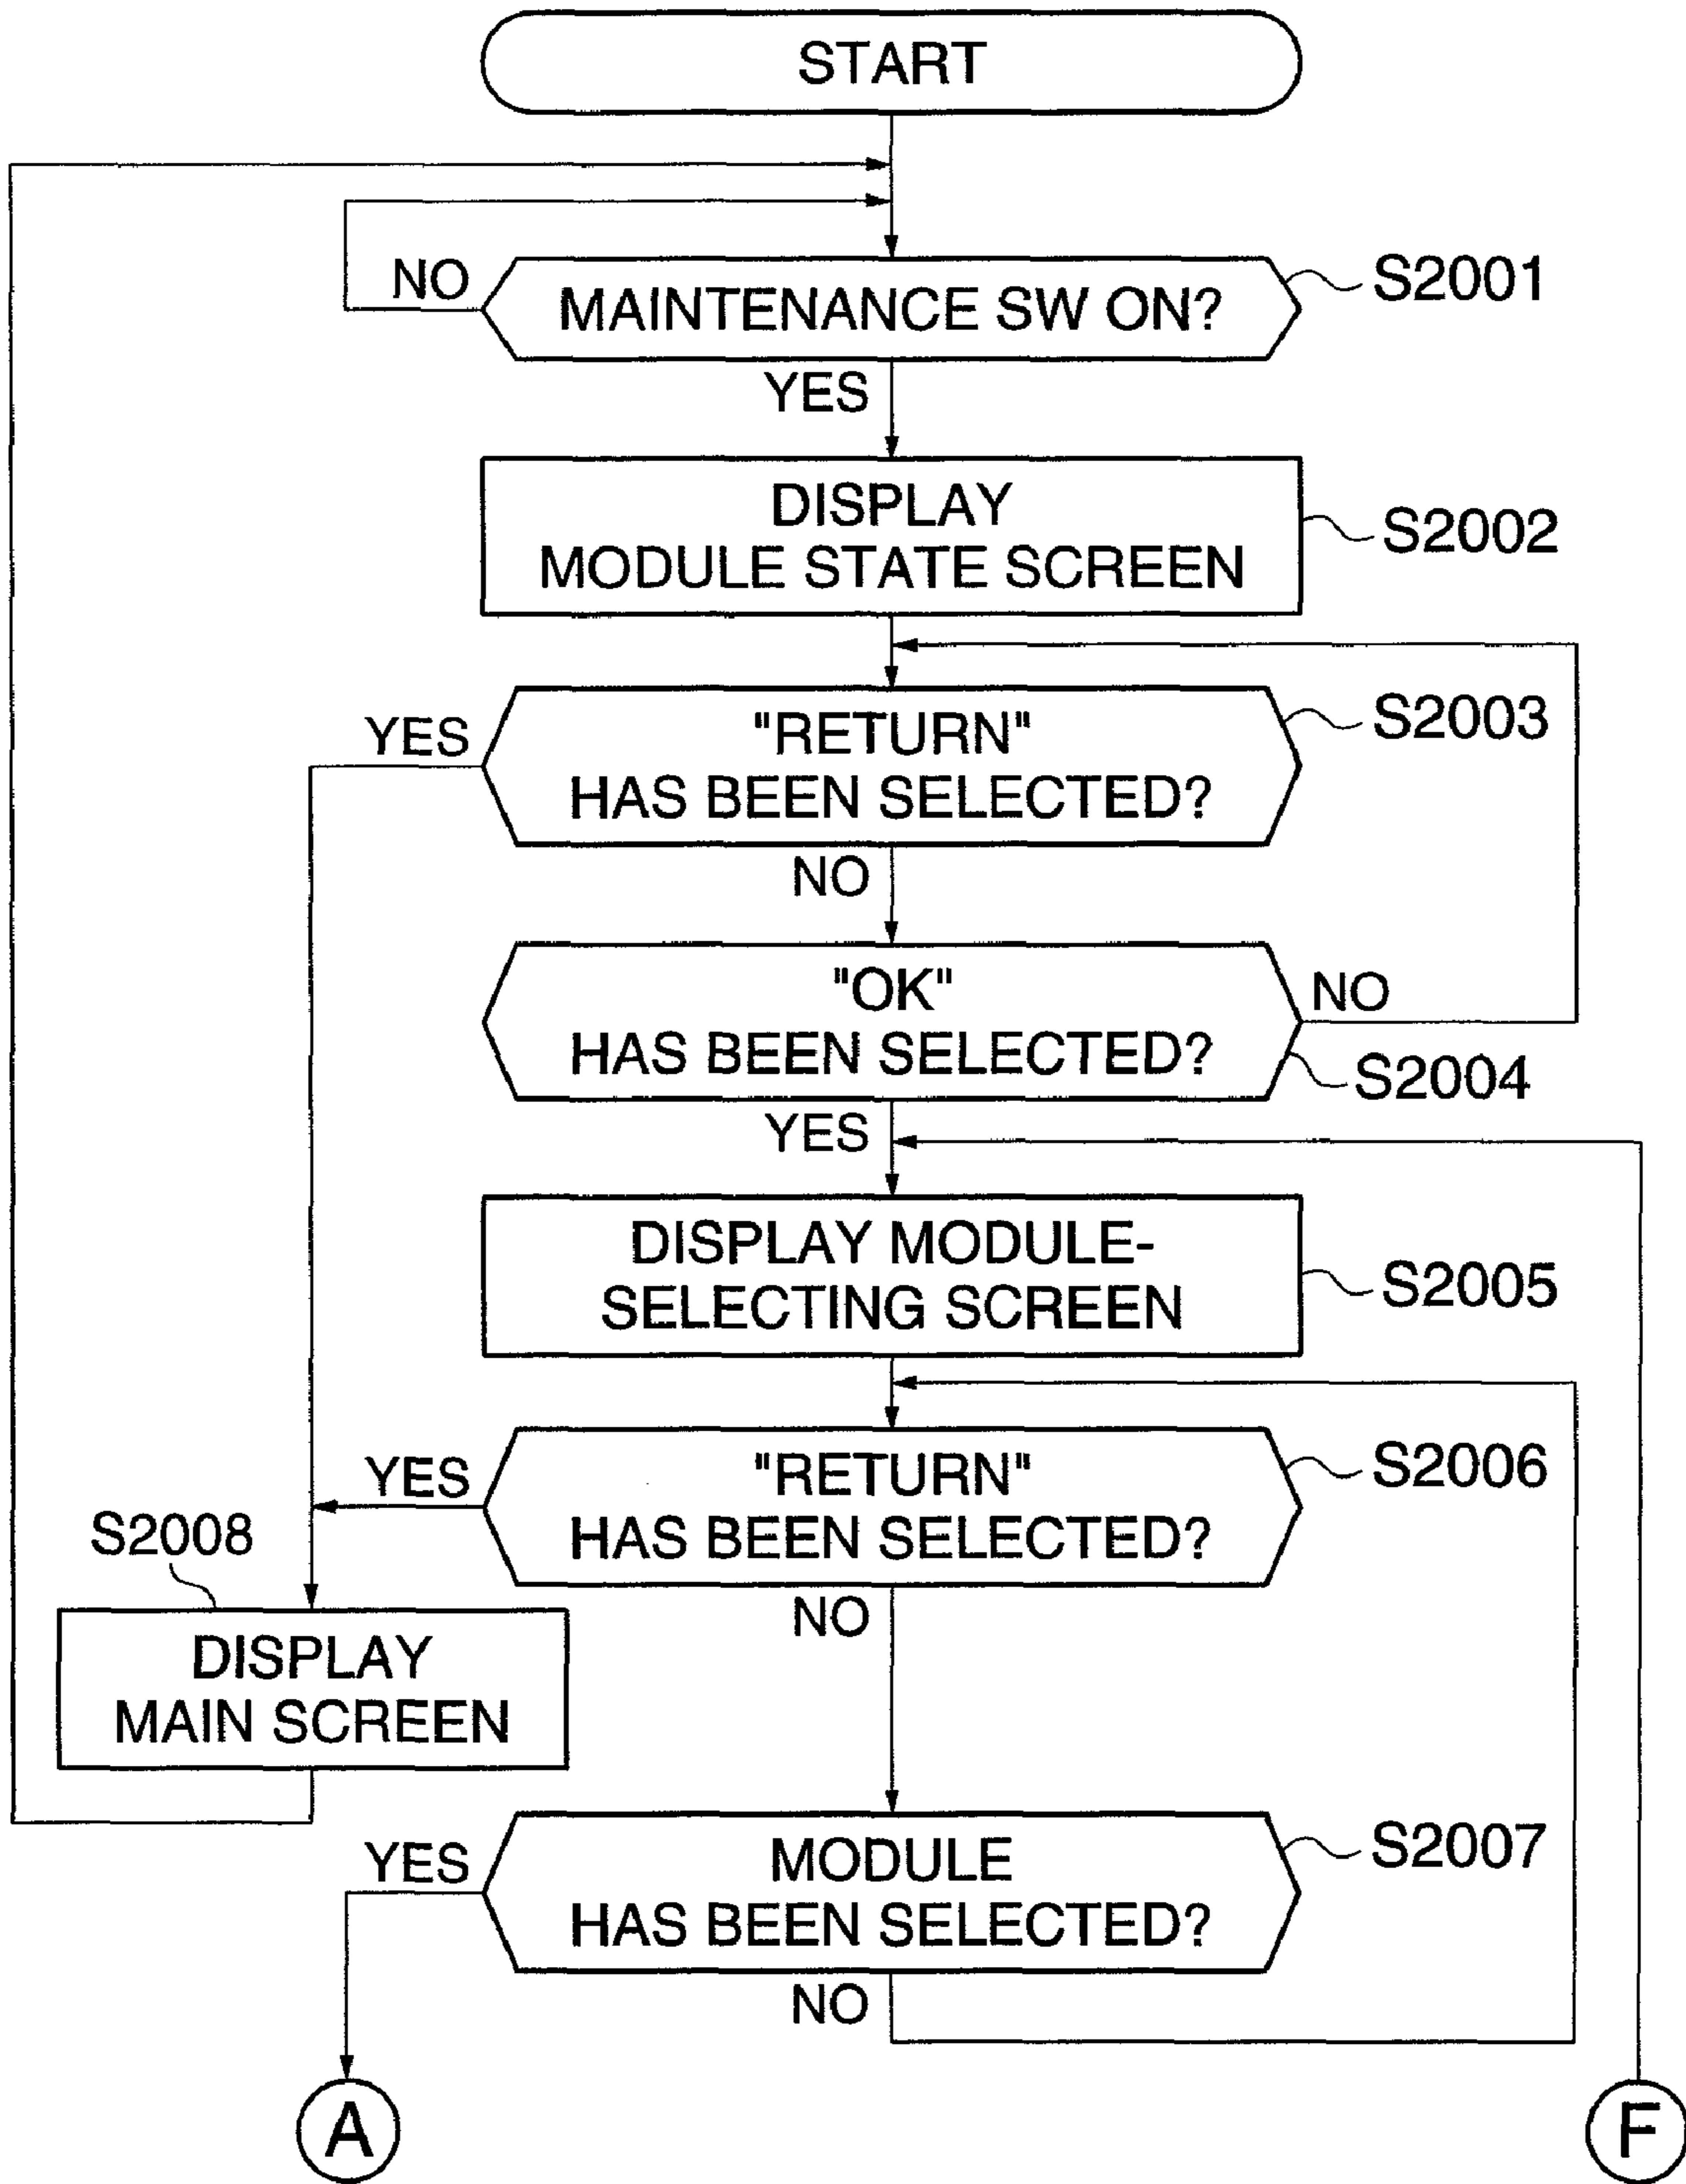 START
NO
MAINTENANCE SW ON?
S2001
YES
DISPLAY
MODULE STATE SCREEN
S2002
YES
"RETURN"
HAS BEEN SELECTED?
S2003
NO
"OK"
HAS BEEN SELECTED?
NO
S2004
YES
DISPLAY MODULE-
SELECTING SCREEN
S2005
YES
"RETURN"
HAS BEEN SELECTED?
S2006
NO
S2008
DISPLAY
MAIN SCREEN
YES
MODULE
HAS BEEN SELECTED?
S2007
NO
A
F